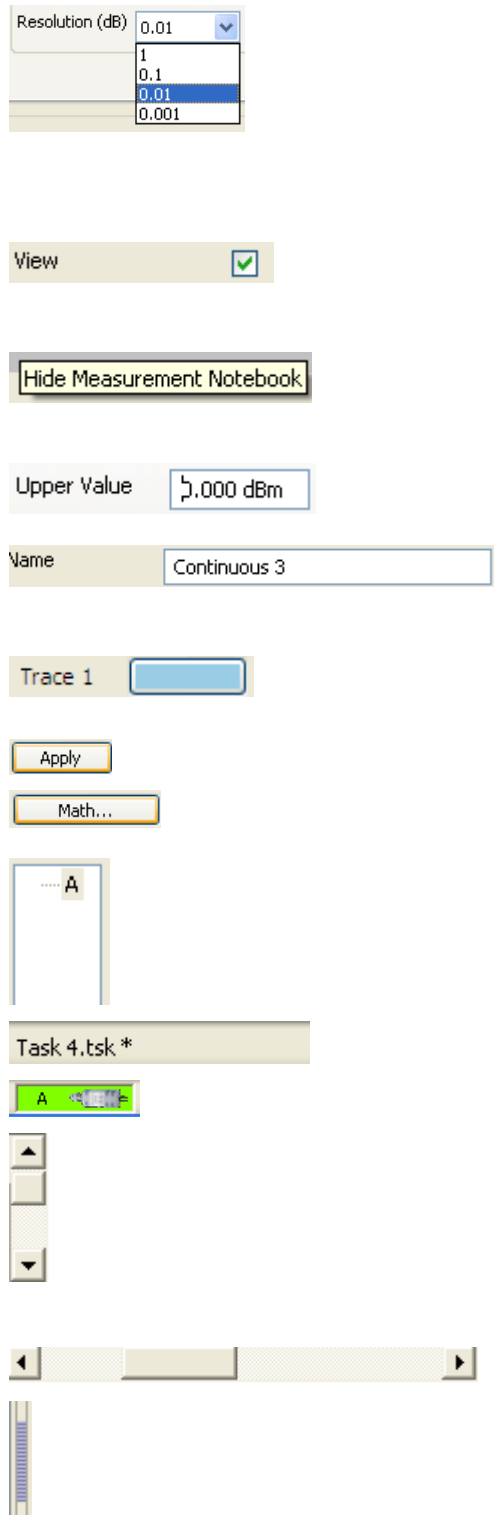 Resolution (dB) 0.01
1
0.1
0.01
0.001
View
Hide Measurement Notebook
Upper Value 0.000 dBm
Name Continuous 3
Trace 1
Apply
Math...
A
Task 4.tsk *
A